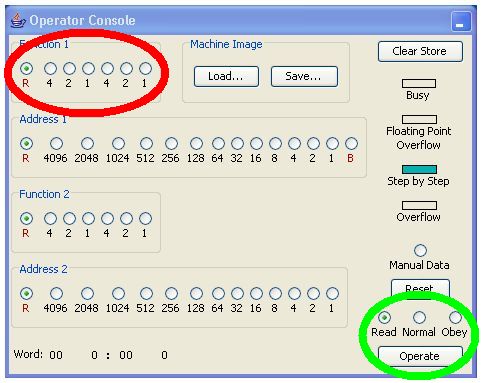 Operator Console
Function 1
R 4 2 1 4 2 1
Machine Image
Load... Save...
Clear Store
Busy
Floating Point
Overflow
Step by Step
Overflow
Address 1
R 4096 2048 1024 512 256 128 64 32 16 8 4 2 1 B
Function 2
R 4 2 1 4 2 1
Manual Data
Reset
Address 2
R 4096 2048 1024 512 256 128 64 32 16 8 4 2 1
Read Normal Obey
Operate
Word: 00 0 : 00 0